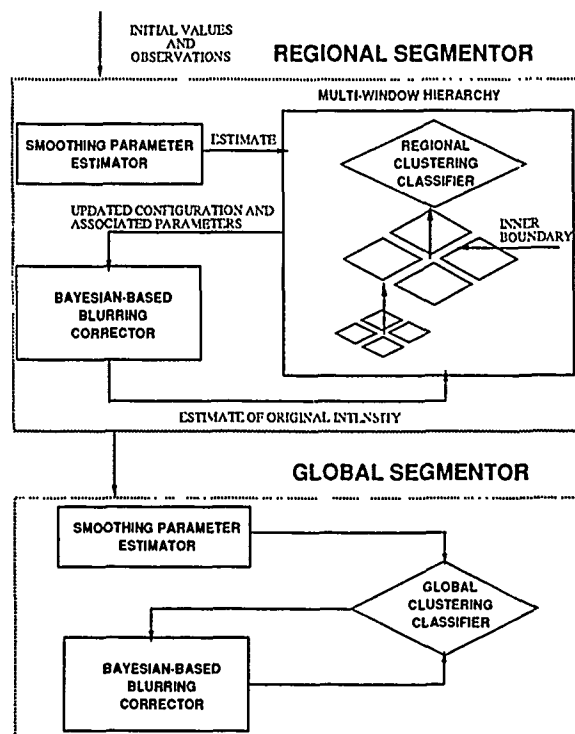 INITIAL VALUES
AND
OBSERVATIONS
REGIONAL SEGMENTOR
MULTI-WINDOW HIERARCHY
SMOOTHING PARAMETER
ESTIMATOR
ESTIMATE
REGIONAL
CLUSTERING
CLASSIFIER
UPDATED CONFIGURATION AND
ASSOCIATED PARAMETERS
INNER
BOUNDARY
BAYESIAN-BASED
BLURRING
CORRECTOR
ESTIMATE OF ORIGINAL INTENSITY
GLOBAL SEGMENTOR
SMOOTHING PARAMETER
ESTIMATOR
GLOBAL
CLUSTERING
CLASSIFIER
BAYESIAN-BASED
BLURRING
CORRECTOR